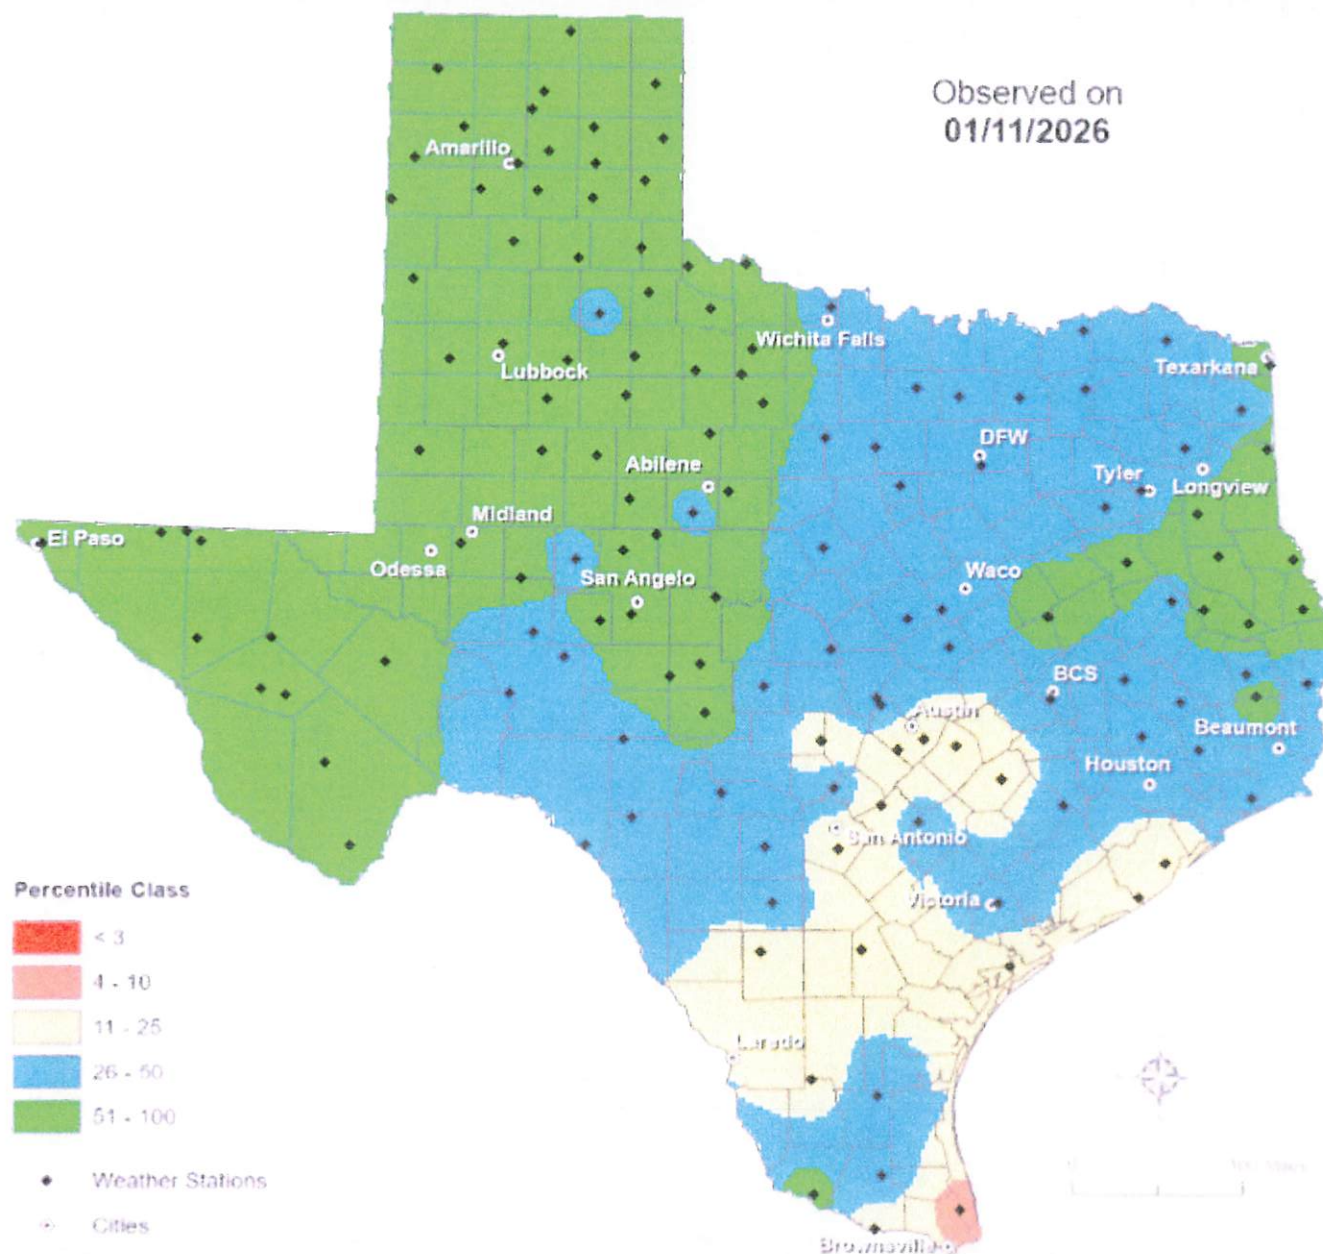 Observed on
01/11/2026
Amarillo
Wichita Falls
Lubbock
Texarkana
DFW
Abilene
Tyler
Longview
Midland
El Paso
Odessa
San Angelo
Waco
BCS
Austin
Beaumont
Houston
San Antonio
Victoria
Laredo
Brownsville
Percentile Class
< 3
4 - 10
11 - 25
26 - 50
51 - 100
Weather Stations
Cities